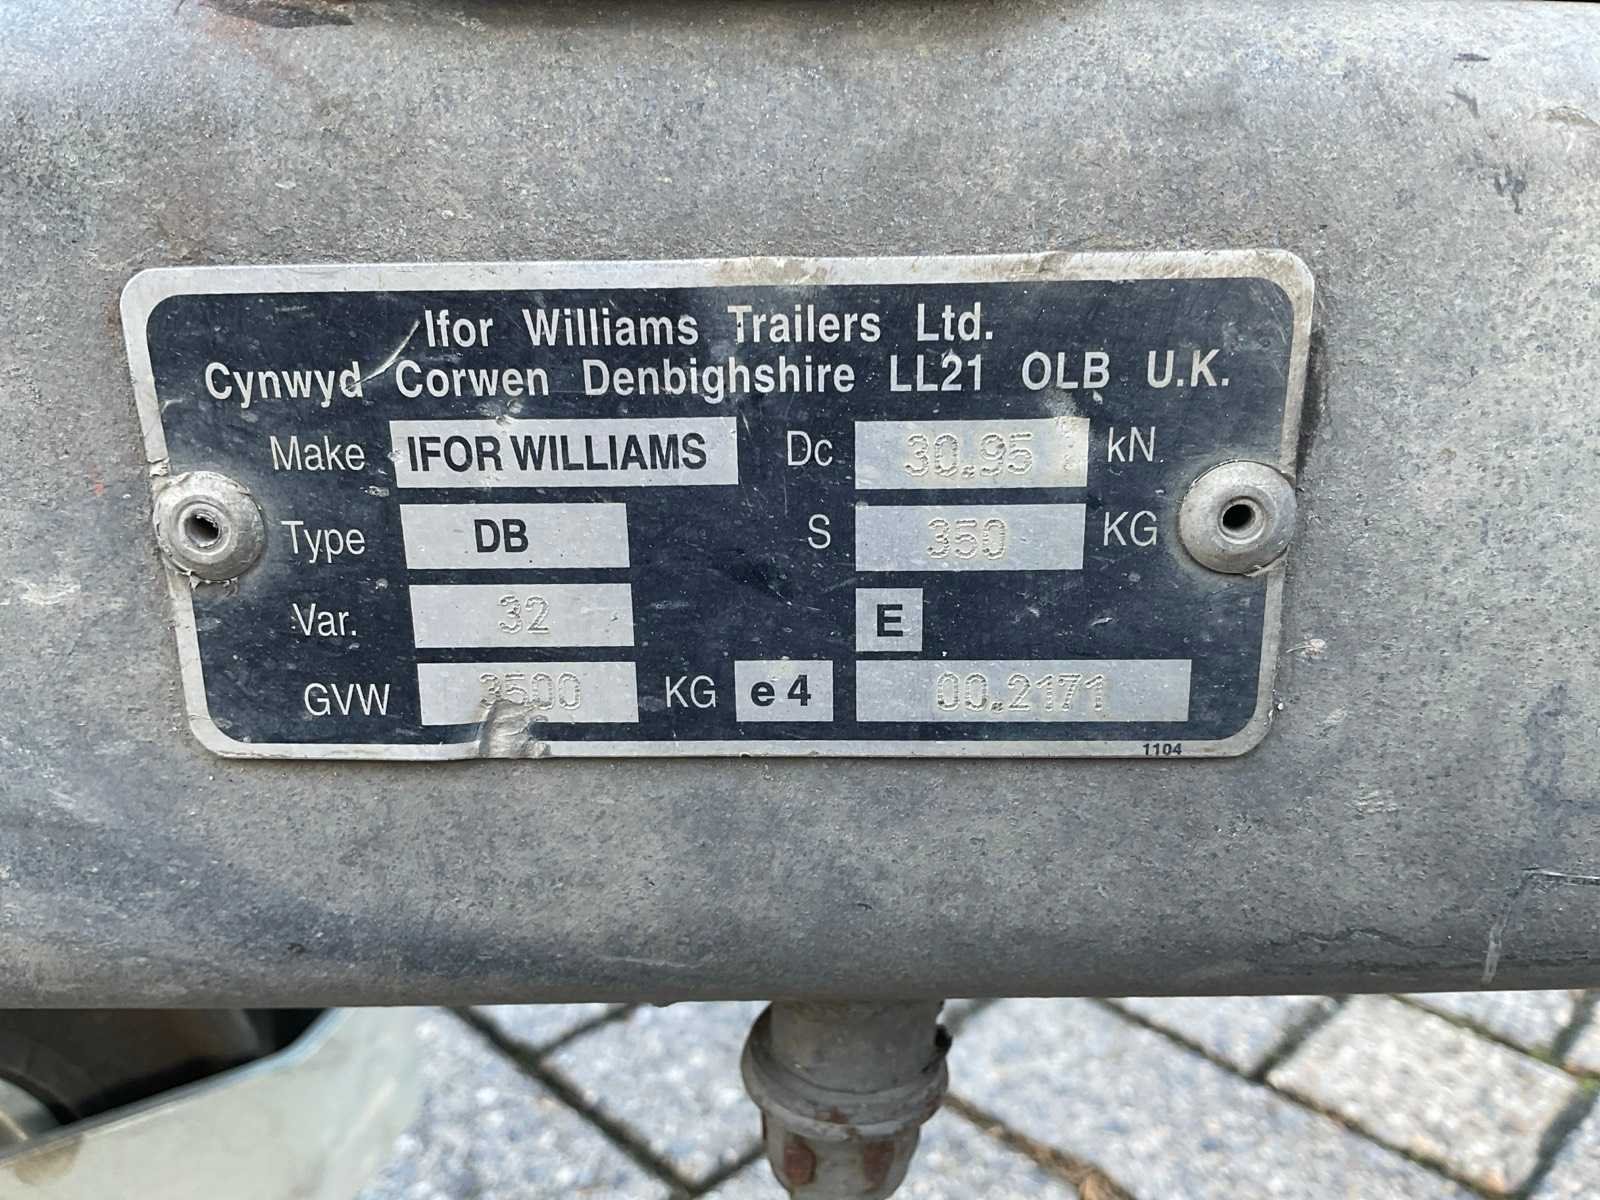 Ifor Williams Trailers Ltd.
Cynwyd Corwen Denbighshire LL21 OLB U.K.
Make IFOR WILLIAMS Dc 30.95 kN
Type DB S 350 KG
Var. 32 E
GVW 3500 KG e4 00.2171
1104